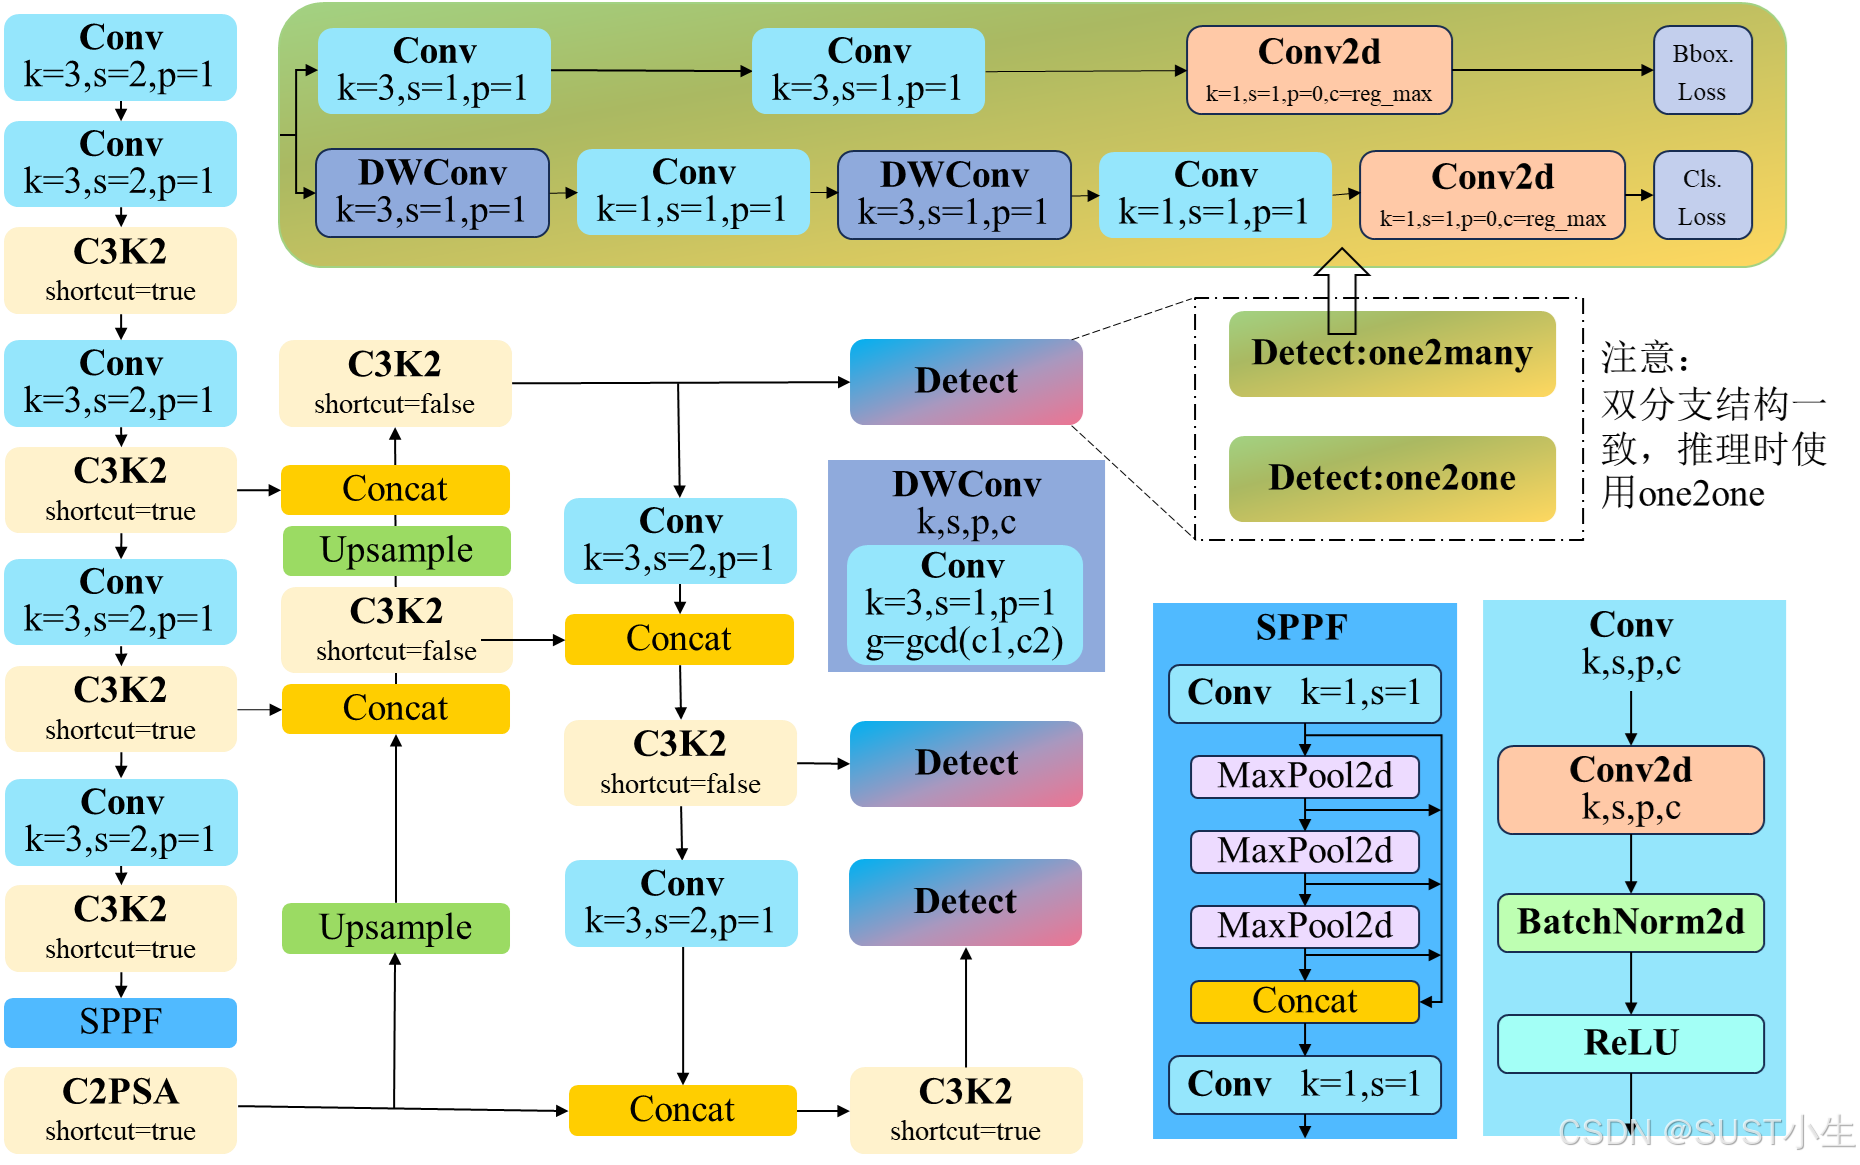 Conv
k=3,s=2,p=1
Conv
k=3,s=2,p=1
C3K2
shortcut=true
Conv
k=3,s=2,p=1
C3K2
shortcut=true
Conv
k=3,s=2,p=1
C3K2
shortcut=true
Conv
k=3,s=2,p=1
C3K2
shortcut=true
SPPF
C2PSA
shortcut=true
Conv
k=3,s=1,p=1
Conv
k=3,s=1,p=1
Conv2d
k=1,s=1,p=0,c=reg_max
Bbox.
Loss
DWConv
k=3,s=1,p=1
Conv
k=1,s=1,p=1
DWConv
k=3,s=1,p=1
Conv
k=1,s=1,p=1
Conv2d
k=1,s=1,p=0,c=reg_max
Cls.
Loss
C3K2
shortcut=false
Concat
Upsample
C3K2
shortcut=false
Concat
Upsample
Conv
k=3,s=2,p=1
Concat
C3K2
shortcut=false
Conv
k=3,s=2,p=1
Concat
Detect
DWConv
k,s,p,c
Conv
k=3,s=1,p=1
g=gcd(c1,c2)
Detect
Detect
C3K2
shortcut=true
Detect:one2many
Detect:one2one
注意：
双分支结构一
致，推理时使
用one2one
SPPF
Conv k=1,s=1
MaxPool2d
MaxPool2d
MaxPool2d
Concat
Conv k=1,s=1
Conv
k,s,p,c
Conv2d
k,s,p,c
BatchNorm2d
ReLU
CSDN @SUST小生